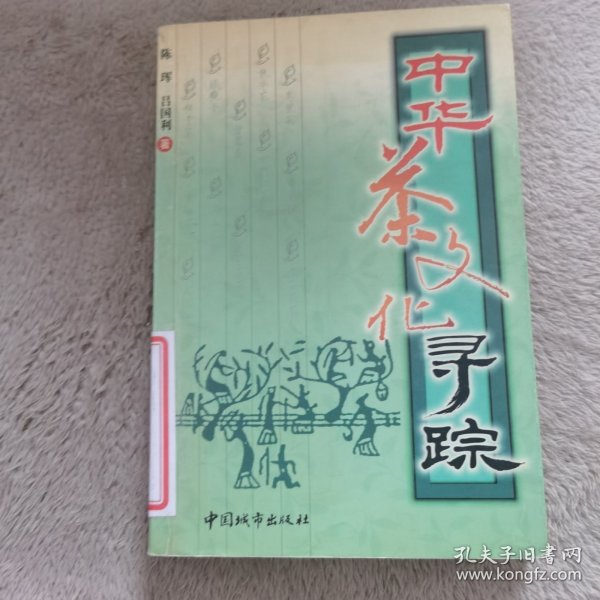 中华茶文化寻踪
陈珲 吕国利 著
中国城市出版社
孔夫子旧书网
www.kongfz.com